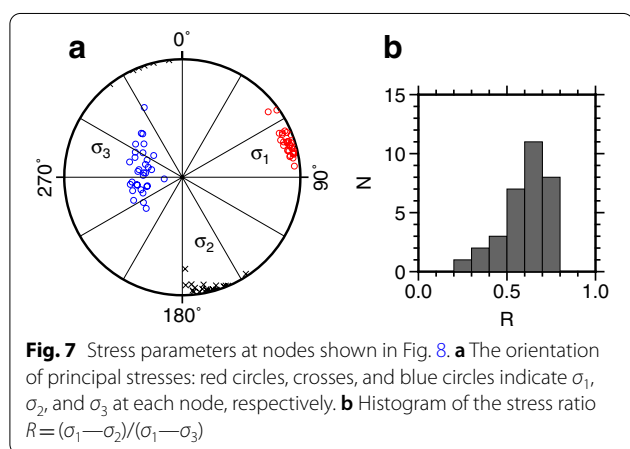 a
0°
σ₃
σ₁
270°
90°
σ₂
180°
b
15
10
N
5
0
0.0 0.5 1.0
R
Fig. 7 Stress parameters at nodes shown in Fig. 8. a The orientation
of principal stresses: red circles, crosses, and blue circles indicate σ₁,
σ₂, and σ₃ at each node, respectively. b Histogram of the stress ratio
R = (σ₁—σ₂)/(σ₁—σ₃)